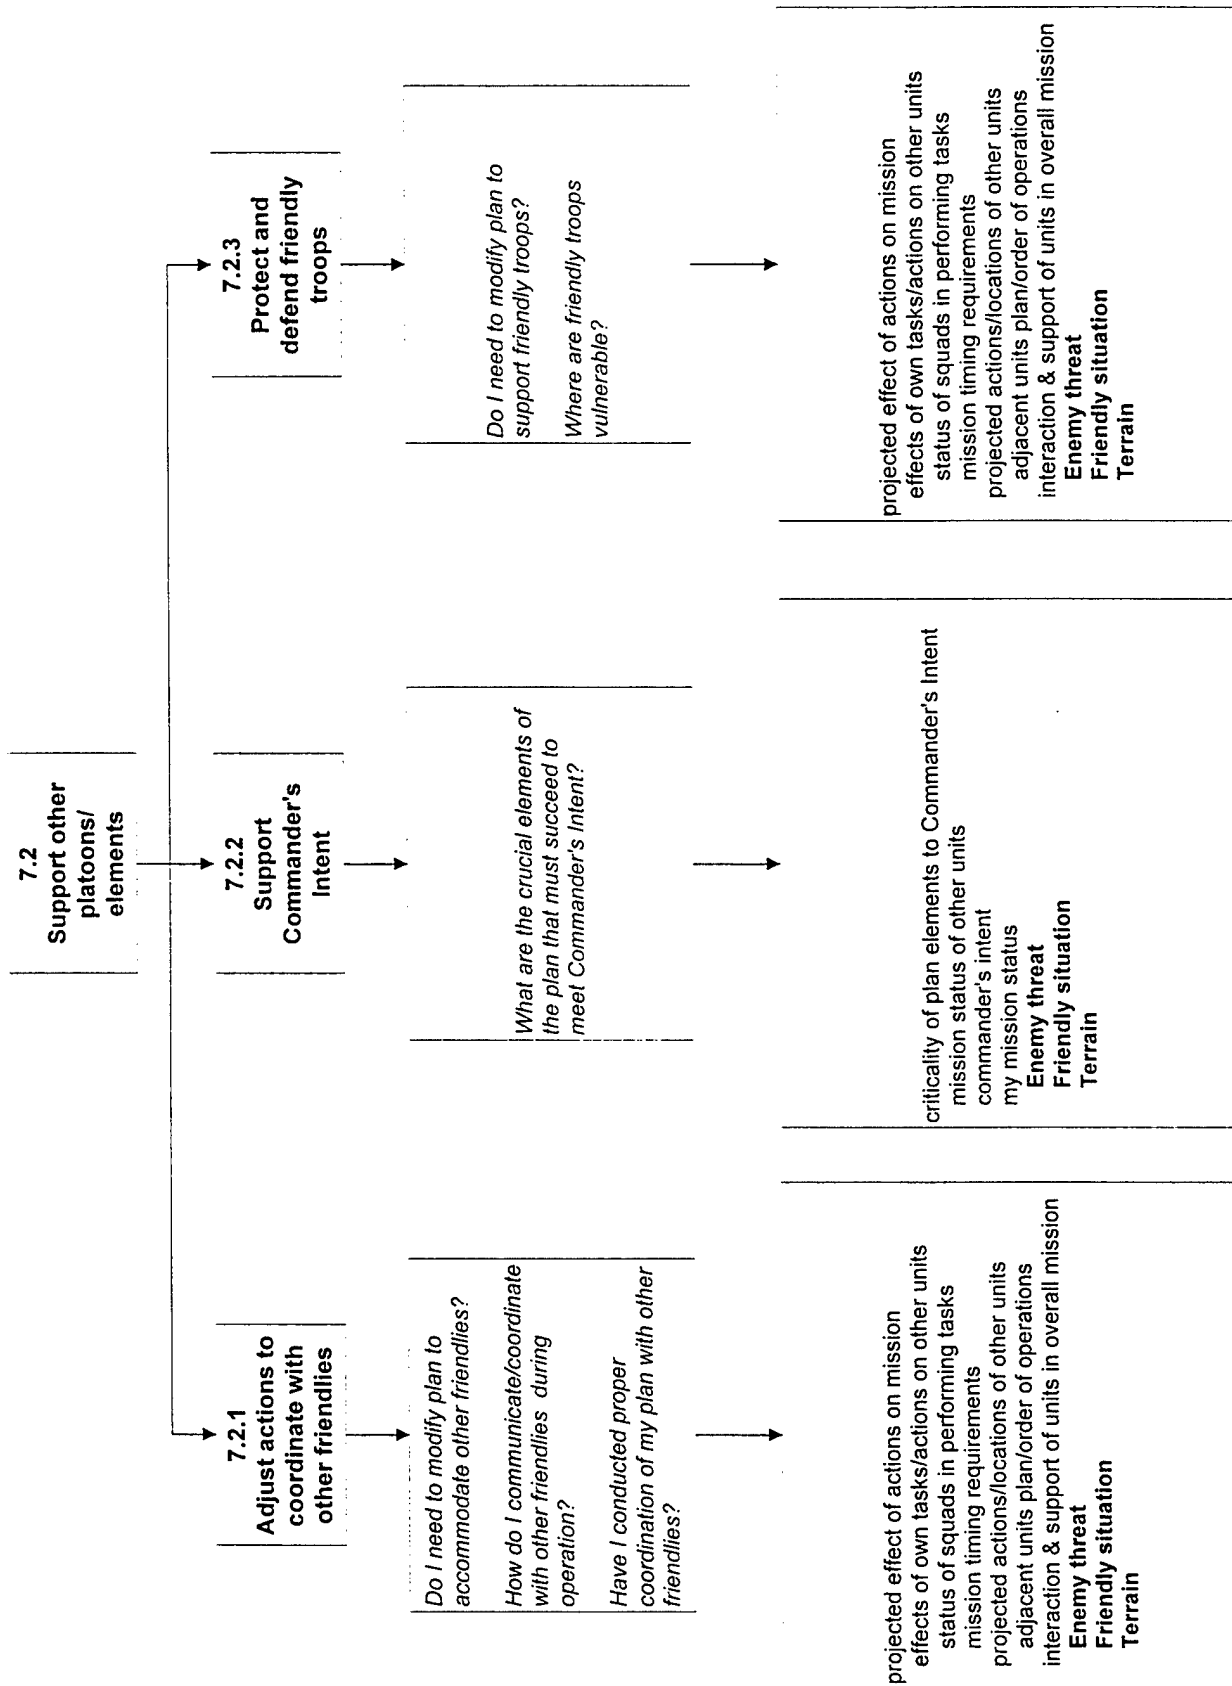 7.2
Support other
platoons/
elements
7.2.1
Adjust actions to
coordinate with
other friendlies
Do I need to modify plan to
accommodate other friendlies?
How do I communicate/coordinate
with other friendlies during
operation?
Have I conducted proper
coordination of my plan with other
friendlies?
projected effect of actions on mission
effects of own tasks/actions on other units
status of squads in performing tasks
mission timing requirements
projected actions/locations of other units
adjacent units plan/order of operations
interaction & support of units in overall mission
Enemy threat
Friendly situation
Terrain
7.2.2
Support
Commander's
Intent
What are the crucial elements of
the plan that must succeed to
meet Commander's Intent?
criticality of plan elements to Commander's Intent
mission status of other units
commander's intent
my mission status
Enemy threat
Friendly situation
Terrain
7.2.3
Protect and
defend friendly
troops
Do I need to modify plan to
support friendly troops?
Where are friendly troops
vulnerable?
projected effect of actions on mission
effects of own tasks/actions on other units
status of squads in performing tasks
mission timing requirements
projected actions/locations of other units
adjacent units plan/order of operations
interaction & support of units in overall mission
Enemy threat
Friendly situation
Terrain